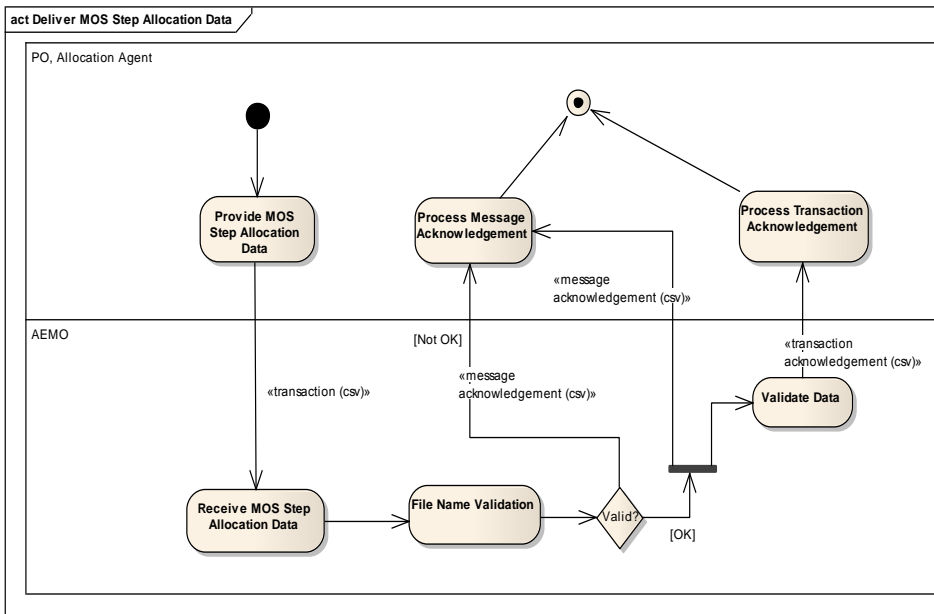 act Deliver MOS Step Allocation Data
PO, Allocation Agent
Provide MOS
Step Allocation
Data
Process Message
Acknowledgement
Process Transaction
Acknowledgement
«message
acknowledgement (csv)»
AEMO
[Not OK]
«transaction
acknowledgement (csv)»
«message
acknowledgement (csv)»
«transaction (csv)»
Validate Data
Receive MOS Step
Allocation Data
File Name Validation
Valid?
[OK]